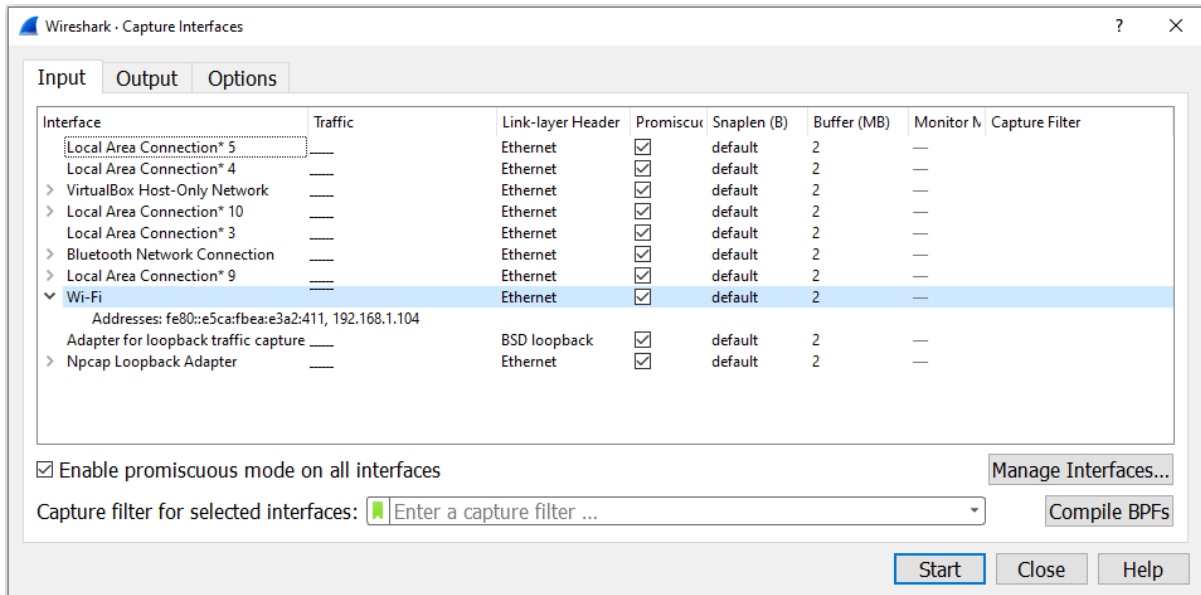 Wireshark · Capture Interfaces ? ×
Input Output Options
Interface Traffic Link-layer Header Promiscuc Snaplen (B) Buffer (MB) Monitor M Capture Filter
Local Area Connection* 5 Ethernet default 2 —
Local Area Connection* 4 Ethernet default 2 —
VirtualBox Host-Only Network Ethernet default 2 —
Local Area Connection* 10 Ethernet default 2 —
Local Area Connection* 3 Ethernet default 2 —
Bluetooth Network Connection Ethernet default 2 —
Local Area Connection* 9 Ethernet default 2 —
Wi-Fi Ethernet default 2 —
Addresses: fe80::e5ca:fbea:e3a2:411, 192.168.1.104
Adapter for loopback traffic capture BSD loopback default 2 —
Npcap Loopback Adapter Ethernet default 2 —
Enable promiscuous mode on all interfaces Manage Interfaces...
Capture filter for selected interfaces: Enter a capture filter ... Compile BPFs
Start Close Help